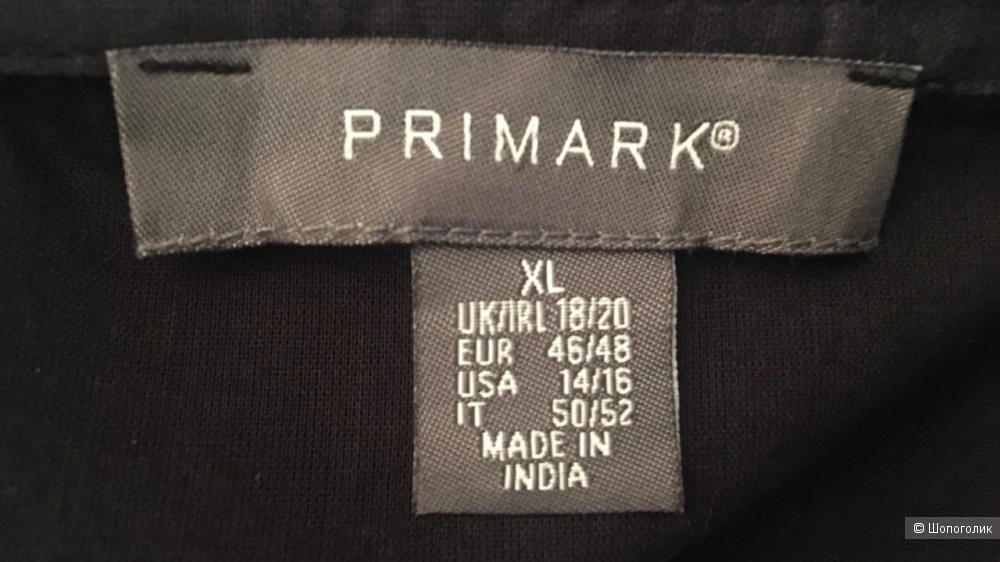 PRIMARK®
XL
UK/IRL 18/20
EUR 46/48
USA 14/16
IT 50/52
MADE IN
INDIA
© Шопоголик